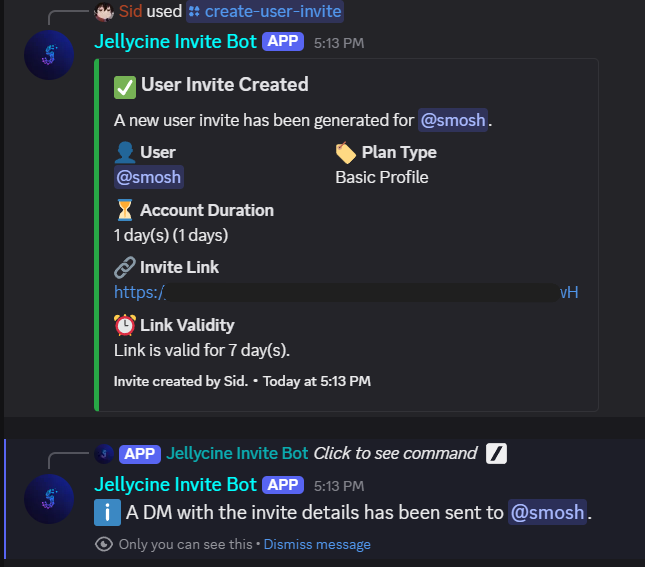 Sid used create-user-invite
Jellycine Invite Bot APP 5:13 PM
User Invite Created
A new user invite has been generated for @smosh.
User
@smosh
Plan Type
Basic Profile
Account Duration
1 day(s) (1 days)
Invite Link
https:/ wH
Link Validity
Link is valid for 7 day(s).
Invite created by Sid. • Today at 5:13 PM
APP Jellycine Invite Bot Click to see command
Jellycine Invite Bot APP 5:13 PM
A DM with the invite details has been sent to @smosh.
Only you can see this • Dismiss message